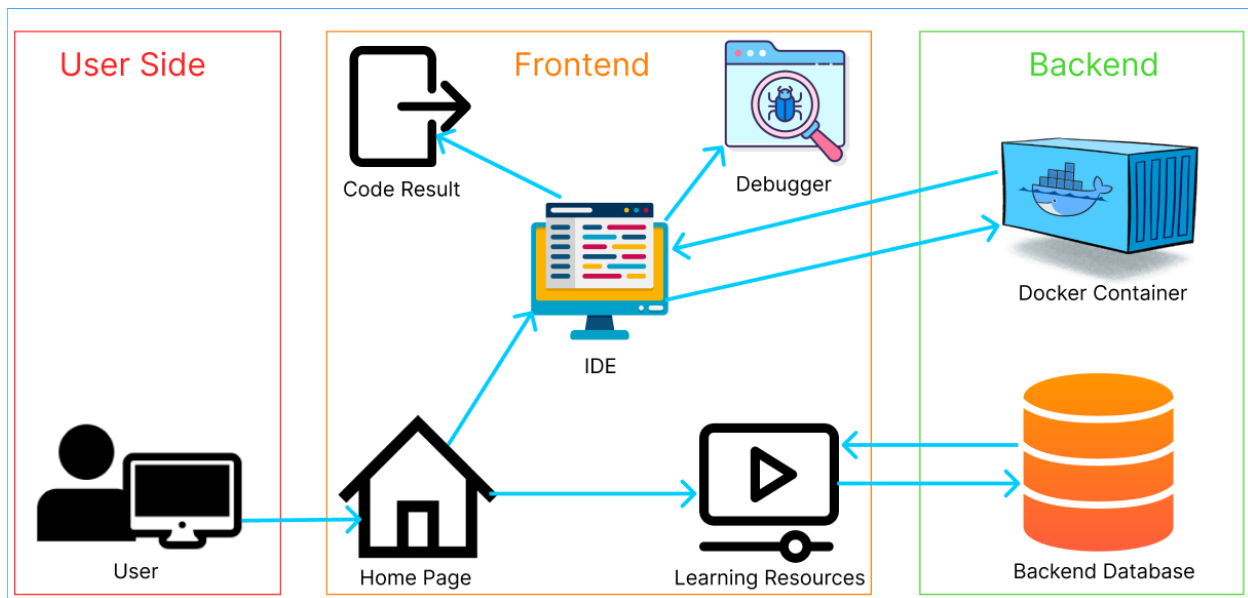 User Side
Frontend
Backend
Code Result
Debugger
Docker Container
IDE
User
Home Page
Learning Resources
Backend Database